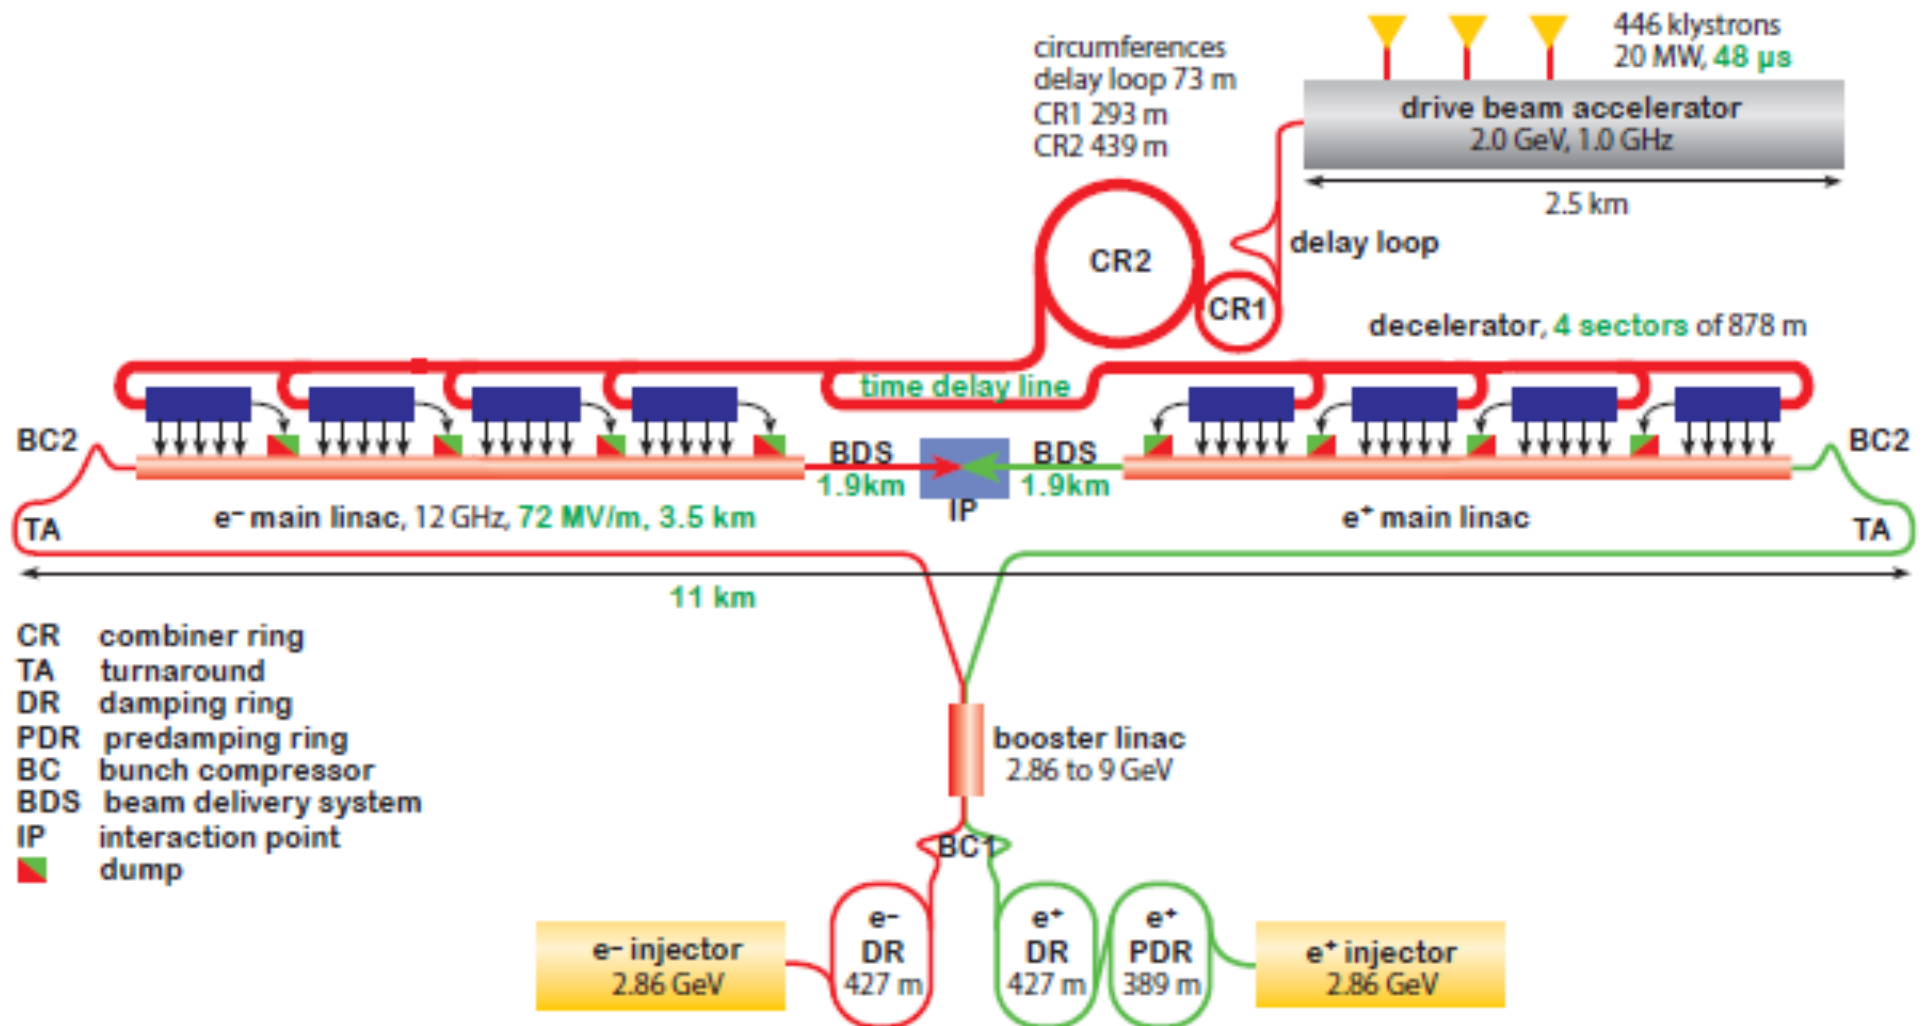 446 klystrons
20 MW, 48 µs
circumferences
delay loop 73 m
CR1 293 m
CR2 439 m
drive beam accelerator
2.0 GeV, 1.0 GHz
2.5 km
delay loop
CR2
CR1
decelerator, 4 sectors of 878 m
time delay line
BC2
BDS
1.9km
IP
BDS
1.9km
BC2
TA
e⁻ main linac, 12 GHz, 72 MV/m, 3.5 km
e⁺ main linac
TA
11 km
CR combiner ring
TA turnaround
DR damping ring
PDR predamping ring
BC bunch compressor
BDS beam delivery system
IP interaction point
dump
booster linac
2.86 to 9 GeV
BC1
e⁻ injector
2.86 GeV
e⁻
DR
427 m
e⁺
DR
427 m
e⁺
PDR
389 m
e⁺ injector
2.86 GeV